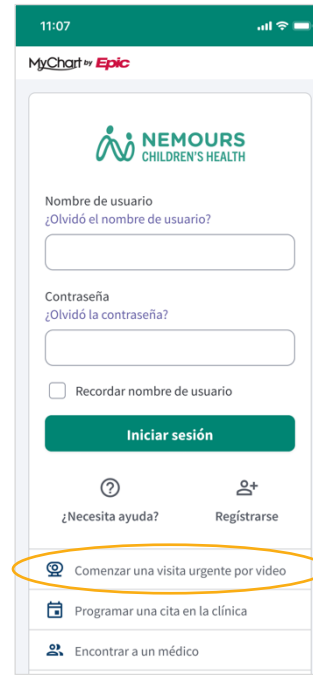 11:07
MyChart by Epic
NEMOURS
CHILDREN'S HEALTH
Nombre de usuario
¿Olvidó el nombre de usuario?
Contraseña
¿Olvidó la contraseña?
Recordar nombre de usuario
Iniciar sesión
¿Necesita ayuda? Regístrarse
Comenzar una visita urgente por video
Programar una cita en la clínica
Encontrar a un médico